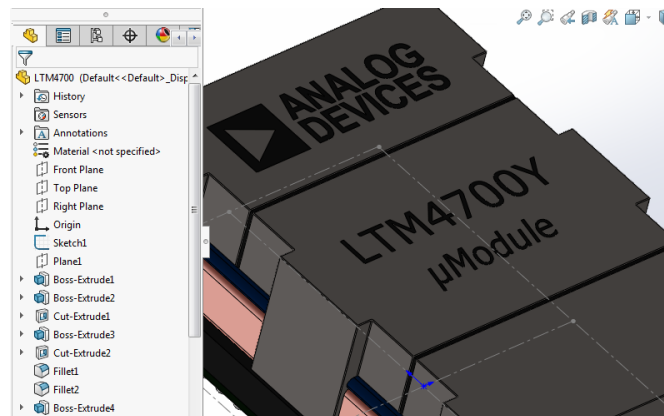 LTM4700 (Default<<Default>_Disp
History
Sensors
Annotations
Material <not specified>
Front Plane
Top Plane
Right Plane
Origin
Sketch1
Plane1
Boss-Extrude1
Boss-Extrude2
Cut-Extrude1
Boss-Extrude3
Cut-Extrude2
Fillet1
Fillet2
Boss-Extrude4
ANALOG
DEVICES
LTM4700Y
µModule